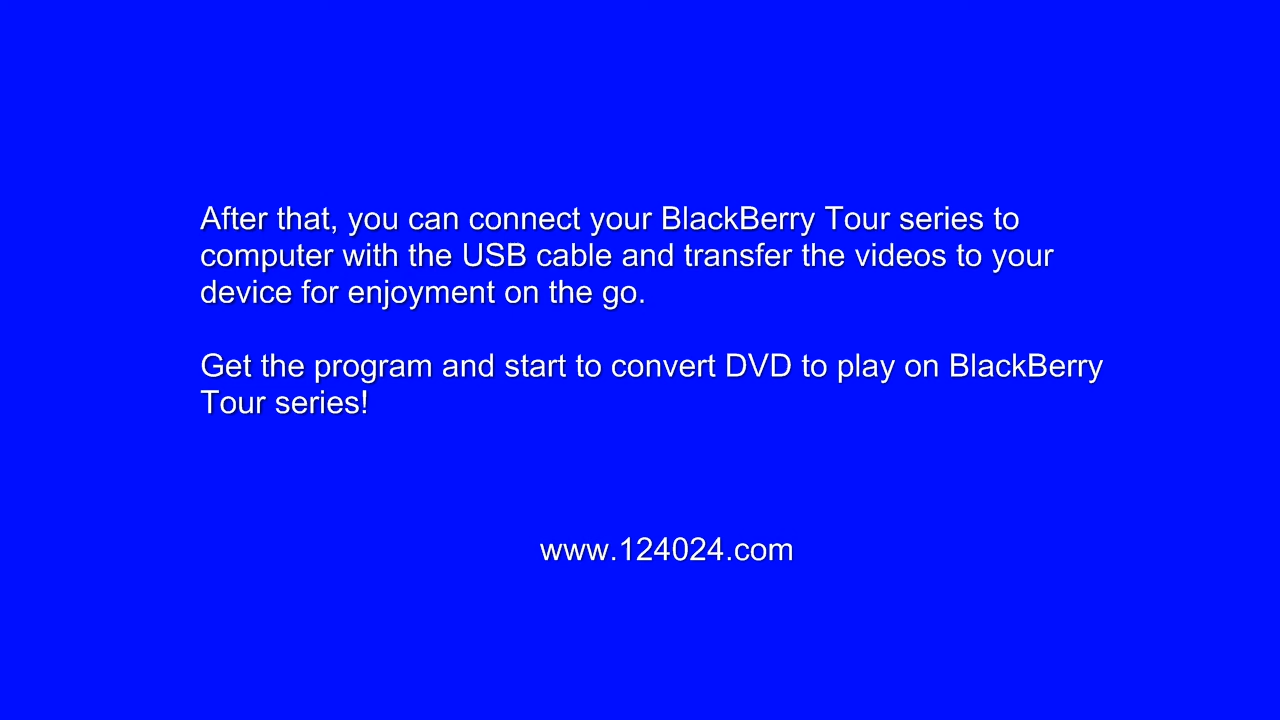 After that, you can connect your BlackBerry Tour series to
computer with the USB cable and transfer the videos to your
device for enjoyment on the go.
Get the program and start to convert DVD to play on BlackBerry
Tour series!
www.124024.com